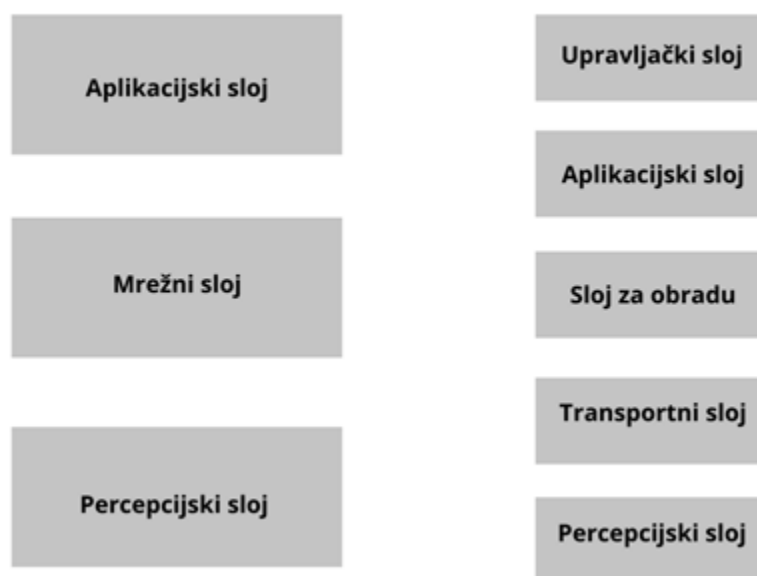 Aplikacijski sloj
Mrežni sloj
Percepcijski sloj
Upravljački sloj
Aplikacijski sloj
Sloj za obradu
Transportni sloj
Percepcijski sloj